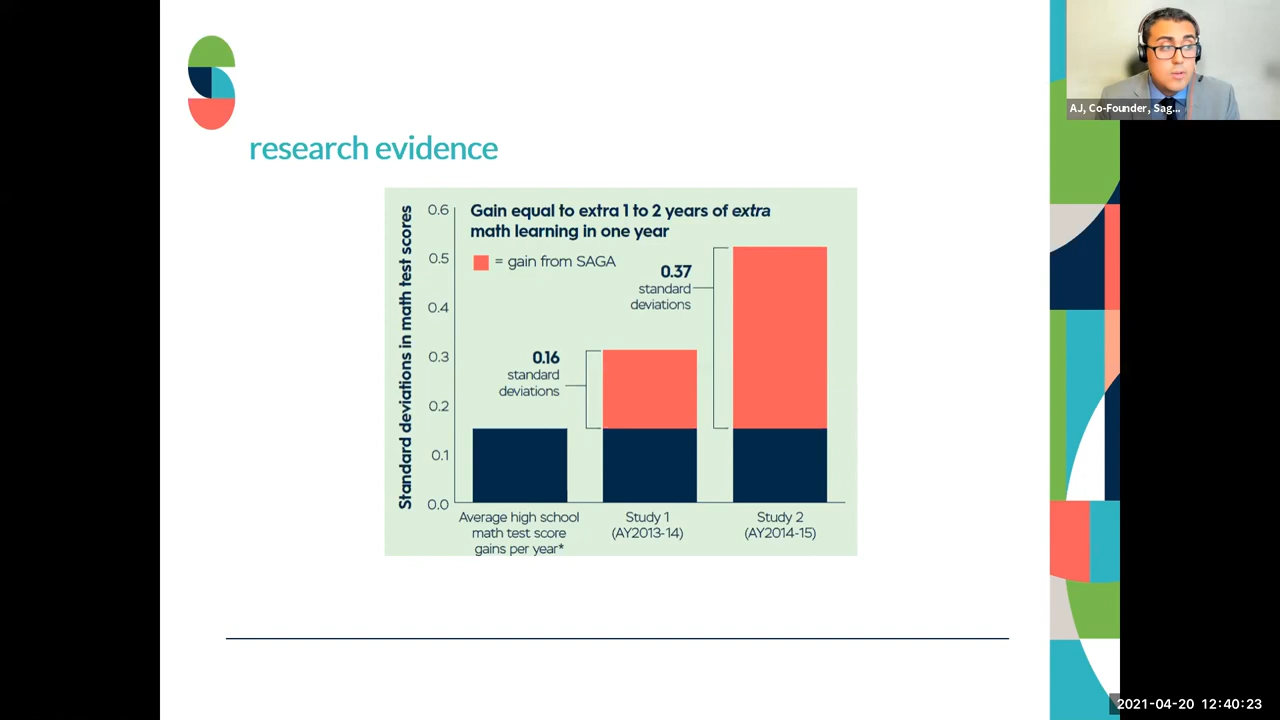 AJ, Co-Founder, Sag...
research evidence
Gain equal to extra 1 to 2 years of extra
math learning in one year
= gain from SAGA
Standard deviations in math test scores
0.6
0.5
0.4
0.3
0.2
0.1
0.0
0.37
standard
deviations
0.16
standard
deviations
Average high school
math test score
gains per year*
Study 1
(AY2013-14)
Study 2
(AY2014-15)
2021-04-20 12:40:23